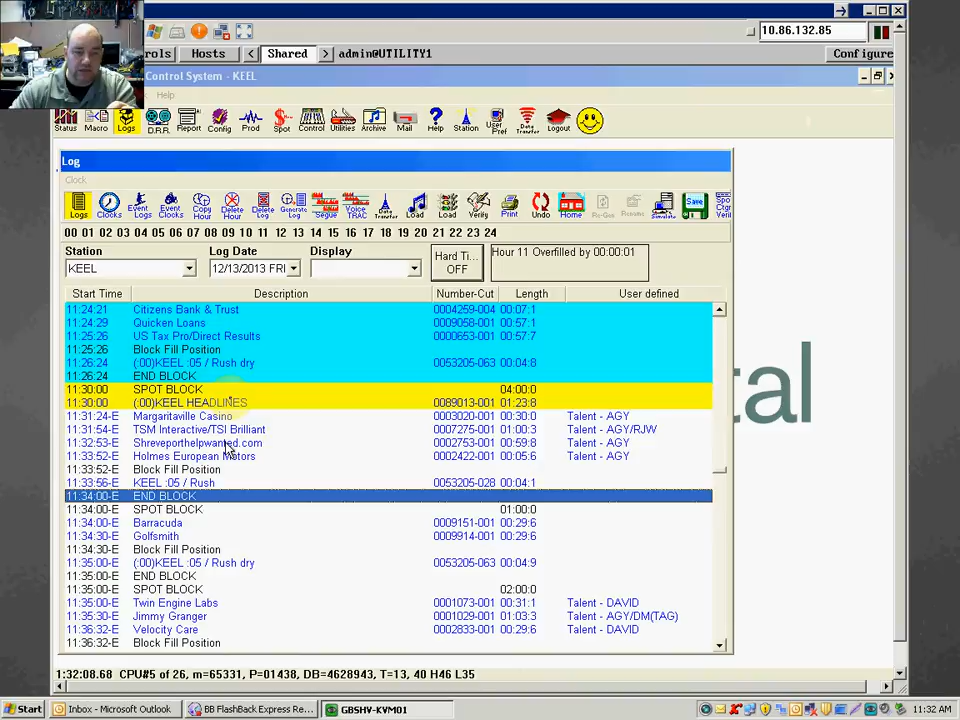 10.86.132.85
rols Hosts < Shared > admin@UTILITY1 Configure
Control System - KEEL
Help
Status Macro Logs D.R.R. Report Config Prod Spot Control Utilities Archive Mail Help Station User Pref Data Transfer Logout
Log
Clock
Logs Clocks Event Logs Event Clocks Copy Hour Delete Hour Delete Log Generate Log Segue Voice TRAC Data Transfer Load Load Verify Print Undo Home Re-Gen Resume Simulate Save Spo Ctgr Verif
00 01 02 03 04 05 06 07 08 09 10 11 12 13 14 15 16 17 18 19 20 21 22 23 24
Station Log Date Display Hard Ti... OFF Hour 11 Overfilled by 00:00:01
KEEL 12/13/2013 FRI
Start Time Description Number-Cut Length User defined
11:24:21 Citizens Bank & Trust 0004259-004 00:07:1
11:24:29 Quicken Loans 0009058-001 00:57:1
11:25:26 US Tax Pro/Direct Results 0000653-001 00:57:7
11:25:26 Block Fill Position
11:26:24 (:00)KEEL :05 / Rush dry 0053205-063 00:04:8
11:26:24 END BLOCK
11:30:00 SPOT BLOCK 04:00:0
11:30:00 (:00)KEEL HEADLINES 0089013-001 01:23:8
11:31:24-E Margaritaville Casino 0003020-001 00:30:0 Talent - AGY
11:31:54-E TSM Interactive/TSI Brilliant 0007275-001 01:00:3 Talent - AGY/RJW
11:32:53-E Shreveporthelpwanted.com 0002753-001 00:59:8 Talent - AGY
11:33:52-E Holmes European Motors 0002422-001 00:05:6 Talent - AGY
11:33:52-E Block Fill Position
11:33:56-E KEEL :05 / Rush 0053205-028 00:04:1
11:34:00-E END BLOCK
11:34:00-E SPOT BLOCK 01:00:0
11:34:00-E Barracuda 0009151-001 00:29:6
11:34:30-E Golfsmith 0009914-001 00:29:6
11:34:30-E Block Fill Position
11:35:00-E (:00)KEEL :05 / Rush dry 0053205-063 00:04:9
11:35:00-E END BLOCK
11:35:00-E SPOT BLOCK 02:00:0
11:35:00-E Twin Engine Labs 0001073-001 00:31:1 Talent - DAVID
11:35:30-E Jimmy Granger 0001029-001 01:03:3 Talent - AGY/DM(TAG)
11:36:32-E Velocity Care 0002833-001 00:29:6 Talent - DAVID
11:36:32-E Block Fill Position
tal
1:32:08.68 CPU#5 of 26, m=65331, P=01438, DB=4628943, T=13, 40 H46 L35
Start Inbox - Microsoft Outlook BB FlashBack Express Re... GBSHV-KVM01 11:32 AM